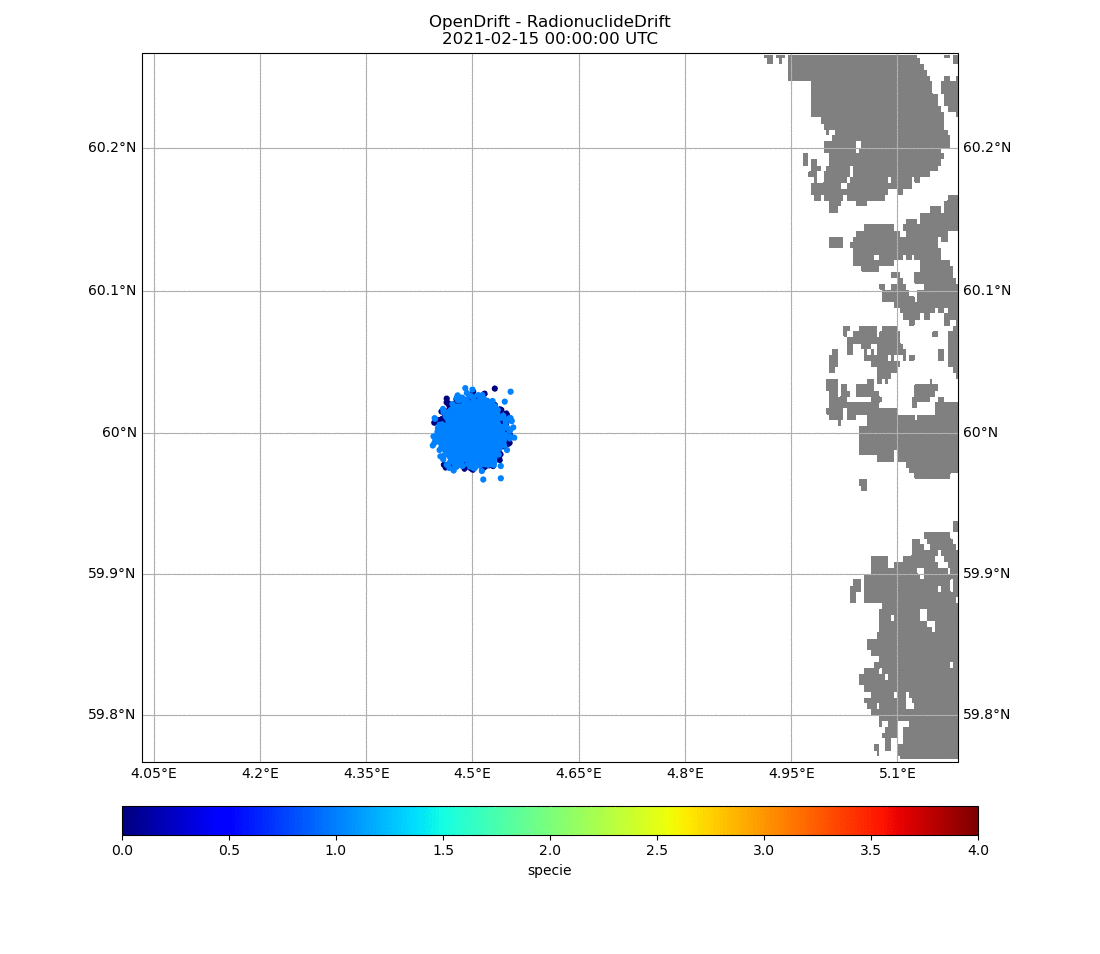 OpenDrift - RadionuclideDrift
2021-02-15 00:00:00 UTC
60.2°N 60.2°N
60.1°N 60.1°N
60°N 60°N
59.9°N 59.9°N
59.8°N 59.8°N
4.05°E 4.2°E 4.35°E 4.5°E 4.65°E 4.8°E 4.95°E 5.1°E
0.0 0.5 1.0 1.5 2.0 2.5 3.0 3.5 4.0
specie